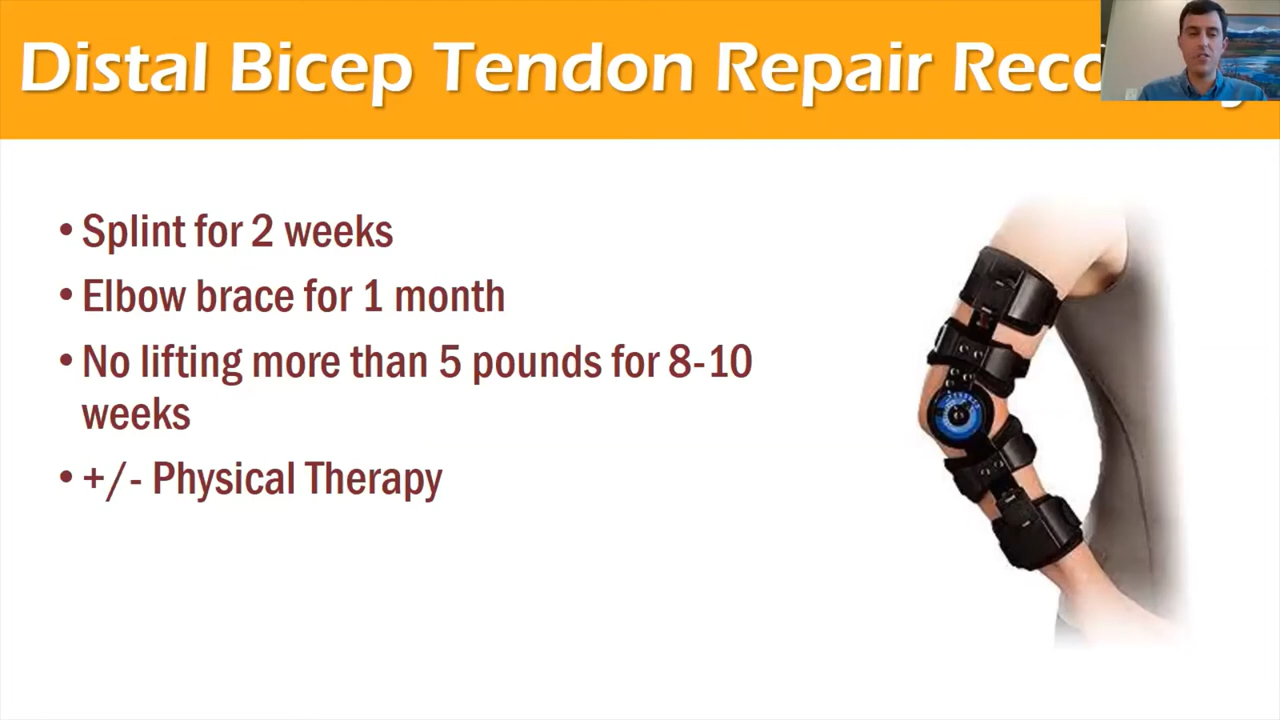 Distal Bicep Tendon Repair
• Splint for 2 weeks
• Elbow brace for 1 month
• No lifting more than 5 pounds for 8-10
weeks
• +/- Physical Therapy